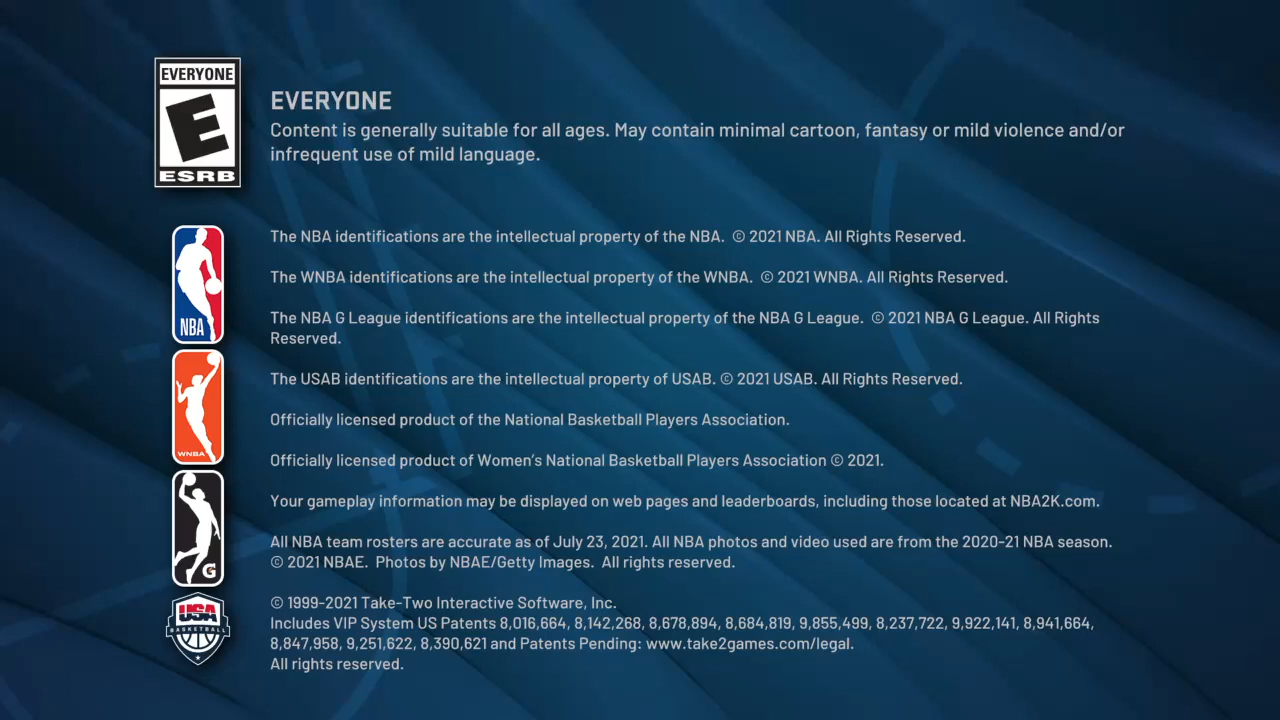 EVERYONE
E
ESRB
EVERYONE
Content is generally suitable for all ages. May contain minimal cartoon, fantasy or mild violence and/or
infrequent use of mild language.
The NBA identifications are the intellectual property of the NBA.  © 2021 NBA. All Rights Reserved.
The WNBA identifications are the intellectual property of the WNBA.  © 2021 WNBA. All Rights Reserved.
NBA
The NBA G League identifications are the intellectual property of the NBA G League.  © 2021 NBA G League. All Rights
Reserved.
The USAB identifications are the intellectual property of USAB. © 2021 USAB. All Rights Reserved.
Officially licensed product of the National Basketball Players Association.
WNBA
Officially licensed product of Women's National Basketball Players Association © 2021.
Your gameplay information may be displayed on web pages and leaderboards, including those located at NBA2K.com.
All NBA team rosters are accurate as of July 23, 2021. All NBA photos and video used are from the 2020-21 NBA season.
© 2021 NBAE.  Photos by NBAE/Getty Images.  All rights reserved.
G
© 1999-2021 Take-Two Interactive Software, Inc.
USA
BASKETBALL
Includes VIP System US Patents 8,016,664, 8,142,268, 8,678,894, 8,684,819, 9,855,499, 8,237,722, 9,922,141, 8,941,664,
8,847,958, 9,251,622, 8,390,621 and Patents Pending: www.take2games.com/legal.
All rights reserved.